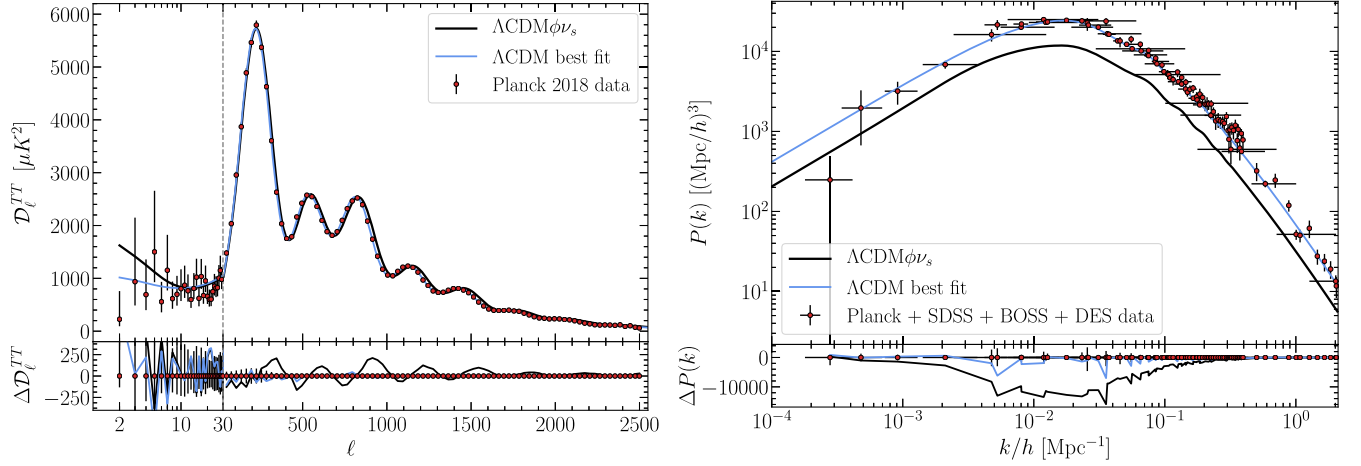 6000
5000
4000
3000
2000
1000
0
𝒟ℓ^TT [μK²]
ΛCDMϕν_s
ΛCDM best fit
Planck 2018 data
250
0
−250
Δ𝒟ℓ^TT
2
10
30
500
1000
1500
2000
2500
ℓ
10⁴
10³
10²
10¹
P(k) [(Mpc/h)³]
ΛCDMϕν_s
ΛCDM best fit
Planck + SDSS + BOSS + DES data
0
−10000
ΔP(k)
10⁻⁴
10⁻³
10⁻²
10⁻¹
10⁰
k/h [Mpc⁻¹]